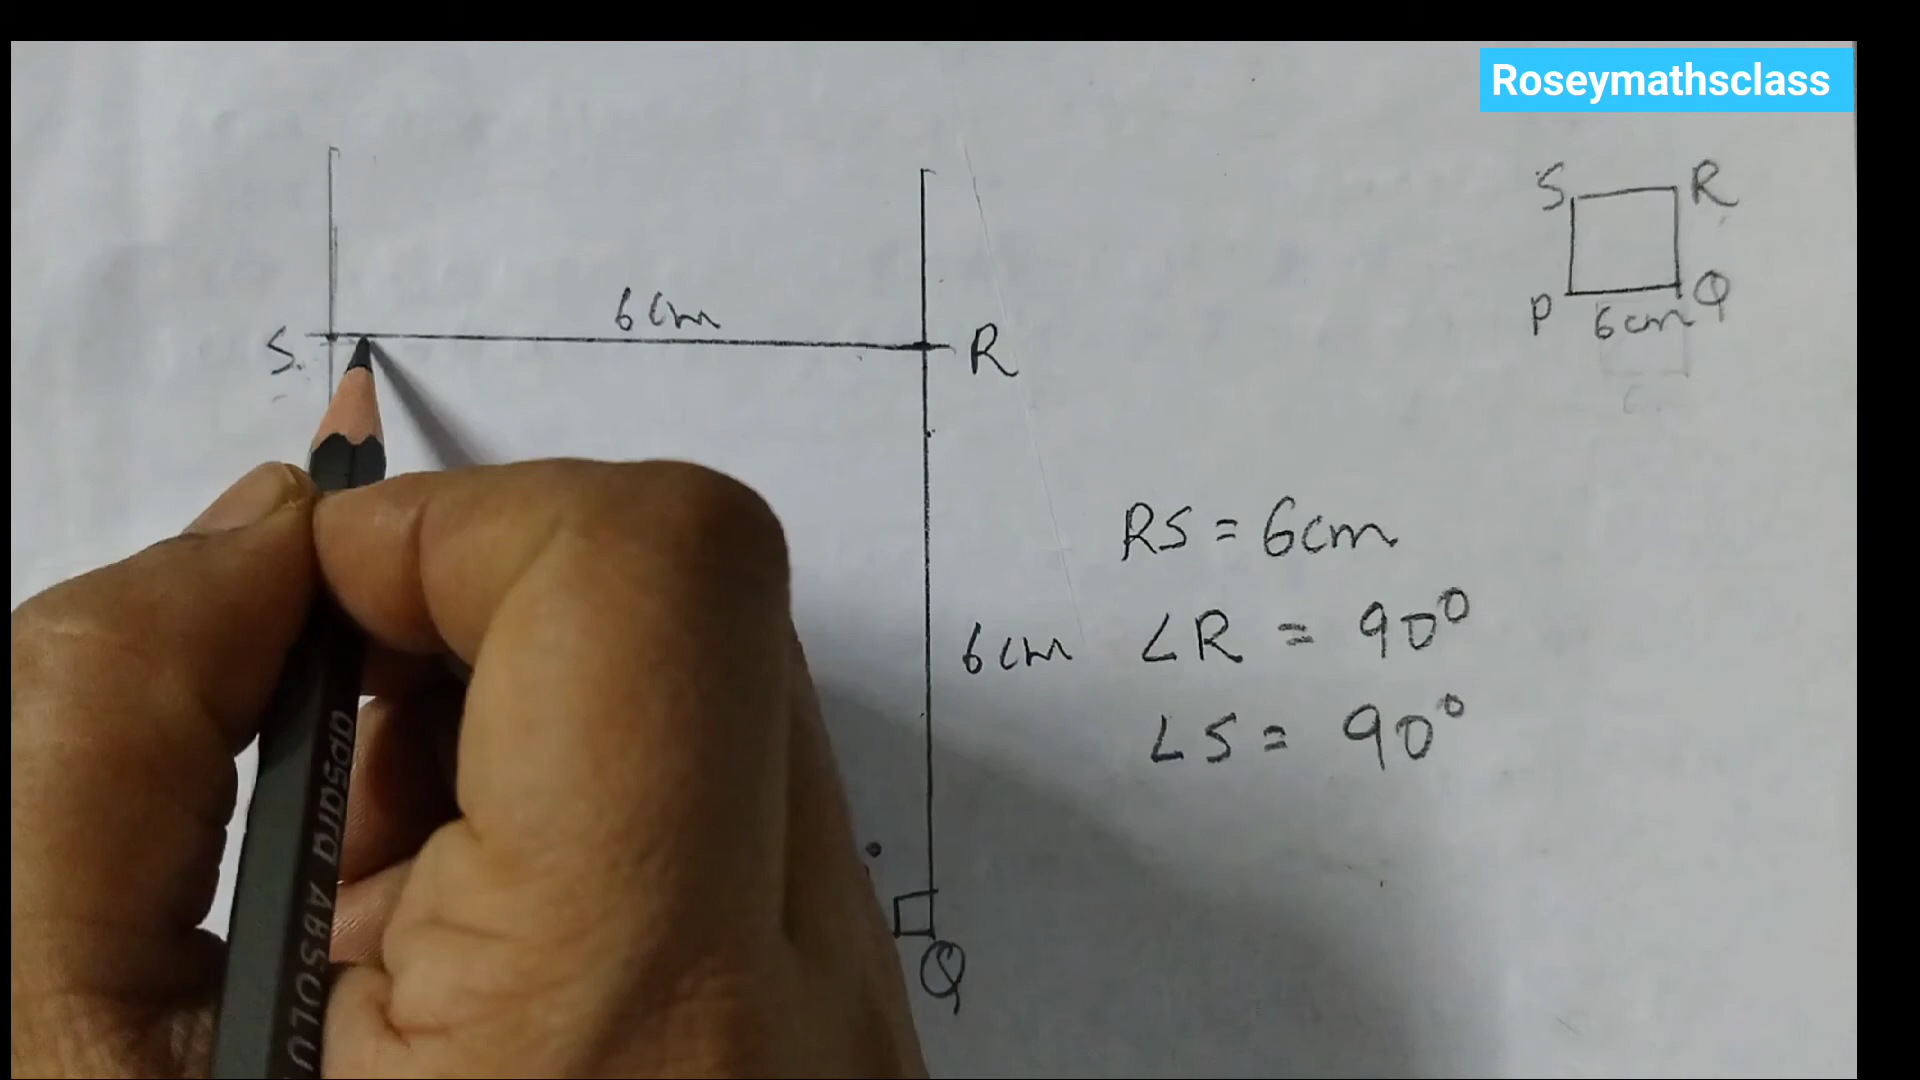 Roseymathsclass
S R
P 6cm Q
6cm
S. R
RS = 6cm
6cm ∠R = 90°
∠S = 90°
Q
apsara ABSOLU